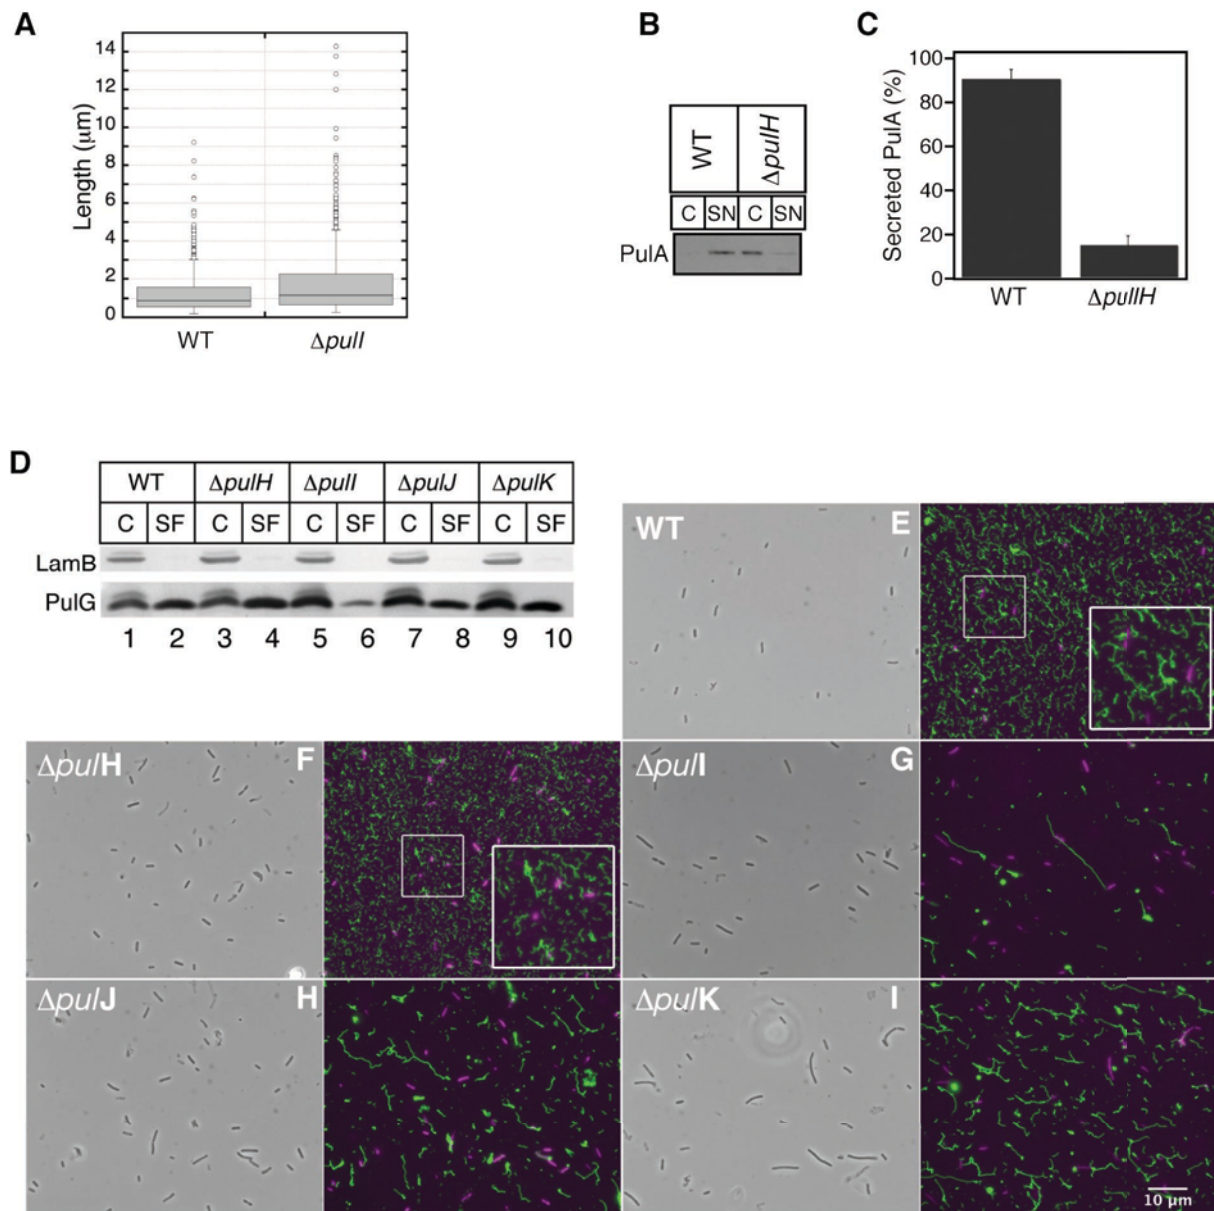 A
14
12
10
8
6
4
2
0
Length (μm)
WT
ΔpulI
B
WT
ΔpulH
C SN C SN
PulA
C
100
80
60
40
20
0
Secreted PulA (%)
WT
ΔpullH
D
WT ΔpulH ΔpulI ΔpulJ ΔpulK
C SF C SF C SF C SF C SF
LamB
PulG
1 2 3 4 5 6 7 8 9 10
WT E
ΔpulH F
ΔpulI G
ΔpulJ H
ΔpulK I
10 μm